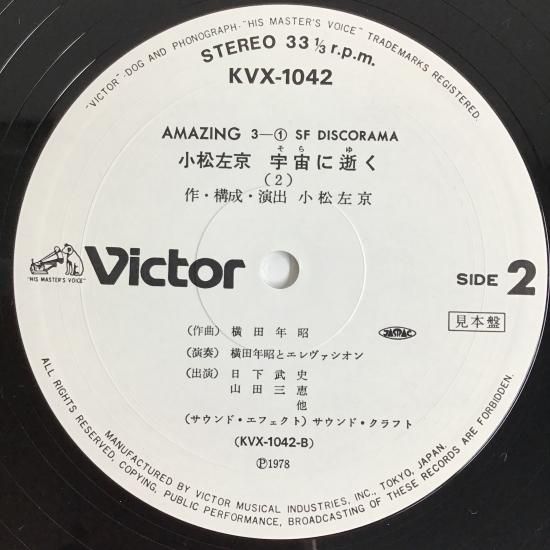 "VICTOR"-DOG AND PHONOGRAPH-"HIS MASTER'S VOICE" TRADEMARKS REGISTERED.
STEREO 33 1/3 r.p.m.
KVX-1042
AMAZING 3—① SF DISCORAMA
そら ゆ
小松左京 宇宙に逝く
(2)
作・構成・演出 小松左京
"HIS MASTER'S VOICE"
Victor
SIDE 2
(作曲) 横田年昭
JASRAC
見本盤
(演奏) 横田年昭とエレヴァシオン
(出演) 日下武史
山田三恵
他
(サウンド・エフェクト) サウンド・クラフト
(KVX-1042-B)
Ⓟ1978
ALL RIGHTS RESERVED, COPYING, PUBLIC PERFORMANCE, BROADCASTING OF THESE RECORDS ARE FORBIDDEN.
MANUFACTURED BY VICTOR MUSICAL INDUSTRIES, INC., TOKYO, JAPAN.